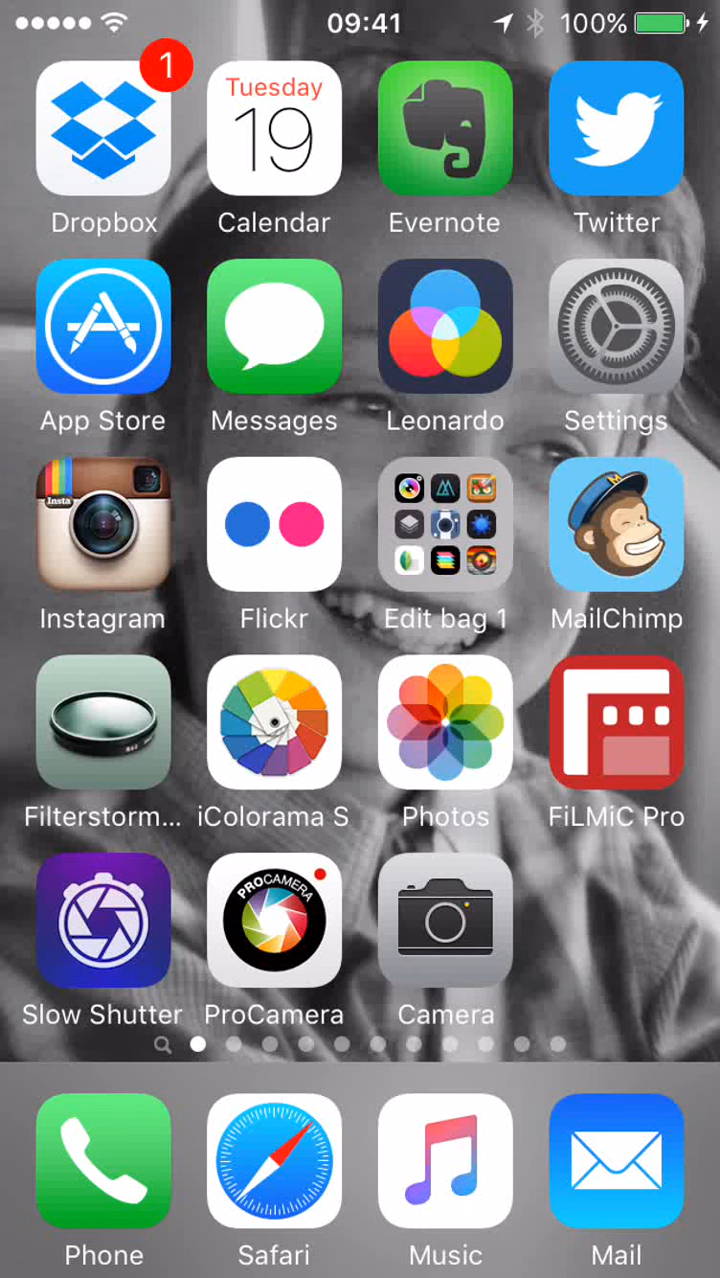 09:41
100%
1
Tuesday
19
Dropbox
Calendar
Evernote
Twitter
App Store
Messages
Leonardo
Settings
Insta
Instagram
Flickr
Edit bag 1
M
MailChimp
Filterstorm...
iColorama S
Photos
FiLMiC Pro
PROCAMERA
Slow Shutter
ProCamera
Camera
Phone
Safari
Music
Mail